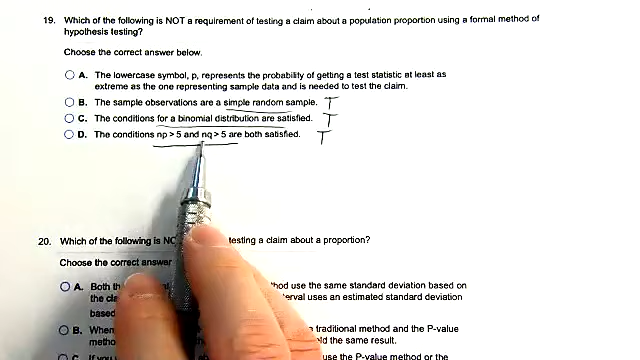 19. Which of the following is NOT a requirement of testing a claim about a population proportion using a formal method of
hypothesis testing?
Choose the correct answer below.
A. The lowercase symbol, p, represents the probability of getting a test statistic at least as
extreme as the one representing sample data and is needed to test the claim.
B. The sample observations are a simple random sample. T
C. The conditions for a binomial distribution are satisfied. T
D. The conditions np > 5 and nq > 5 are both satisfied. T
20. Which of the following is testing a claim about a proportion?
Choose the correct answer
A. Both use the same standard deviation based on
the uses an estimated standard deviation
based
B. When a traditional method and the P-value
the same result.
C. If use the P-value method or the